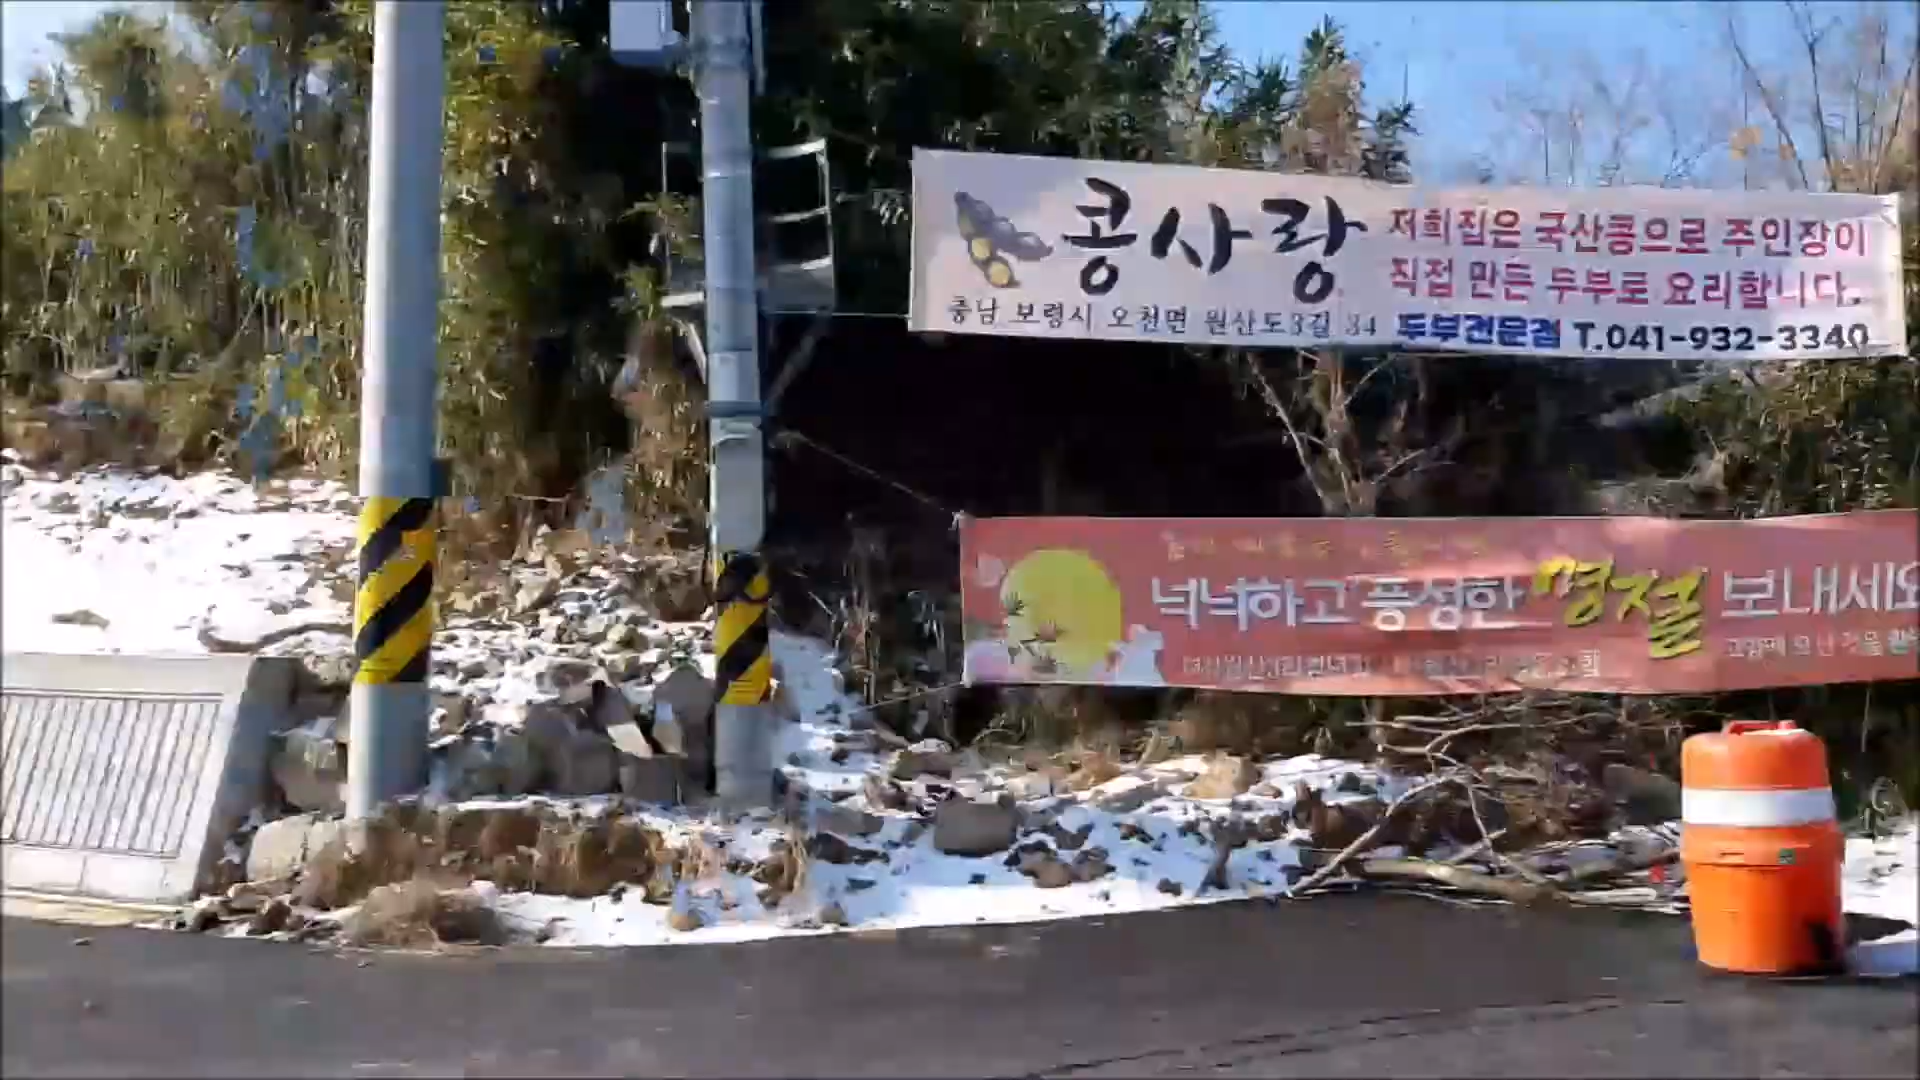 콩사랑
저희집은 국산콩으로 주인장이
직접 만든 두부로 요리합니다.
충남 보령시 오천면 원산도3길 34
두부전문점 T.041-932-3340
넉넉하고 풍성한 명절 보내세요